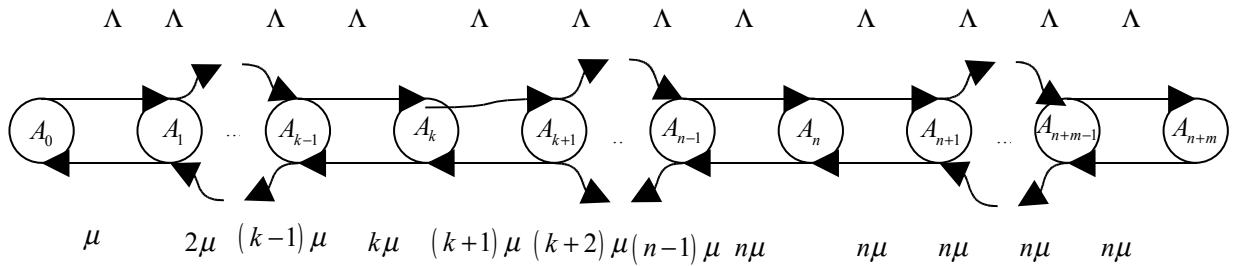 Λ Λ Λ Λ Λ Λ Λ Λ Λ Λ Λ Λ
A₀ A₁ ... Aₖ₋₁ Aₖ Aₖ₊₁ .. Aₙ₋₁ Aₙ Aₙ₊₁ ... Aₙ₊ₘ₋₁ Aₙ₊ₘ
μ 2μ (k−1)μ kμ (k+1)μ (k+2)μ (n−1)μ nμ nμ nμ nμ nμ